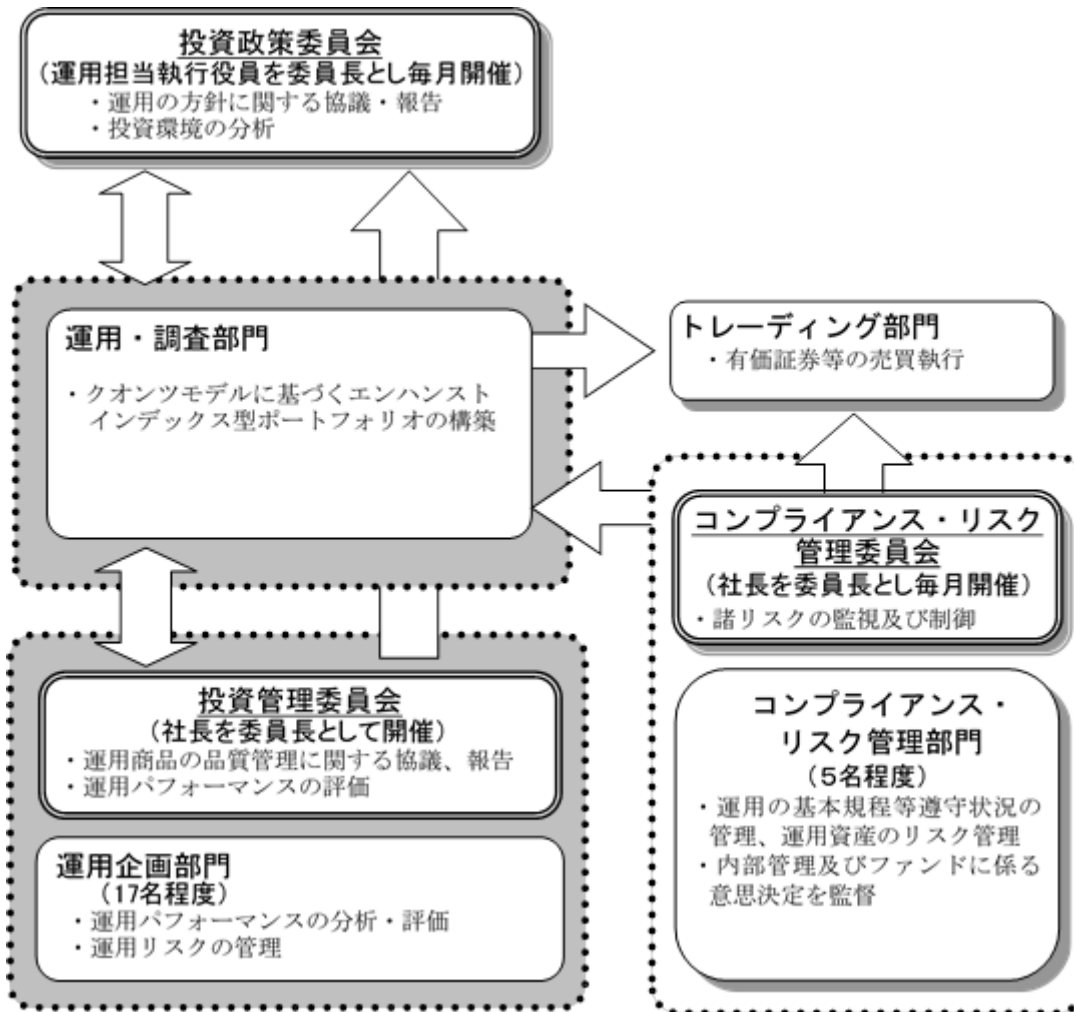 投資政策委員会
(運用担当執行役員を委員長とし毎月開催)
・運用の方針に関する協議・報告
・投資環境の分析
運用・調査部門
・クオンツモデルに基づくエンハンスト
インデックス型ポートフォリオの構築
トレーディング部門
・有価証券等の売買執行
コンプライアンス・リスク
管理委員会
(社長を委員長とし毎月開催)
・諸リスクの監視及び制御
投資管理委員会
(社長を委員長として開催)
・運用商品の品質管理に関する協議、報告
・運用パフォーマンスの評価
運用企画部門
(17名程度)
・運用パフォーマンスの分析・評価
・運用リスクの管理
コンプライアンス・
リスク管理部門
(5名程度)
・運用の基本規程等遵守状況の
管理、運用資産のリスク管理
・内部管理及びファンドに係る
意思決定を監督